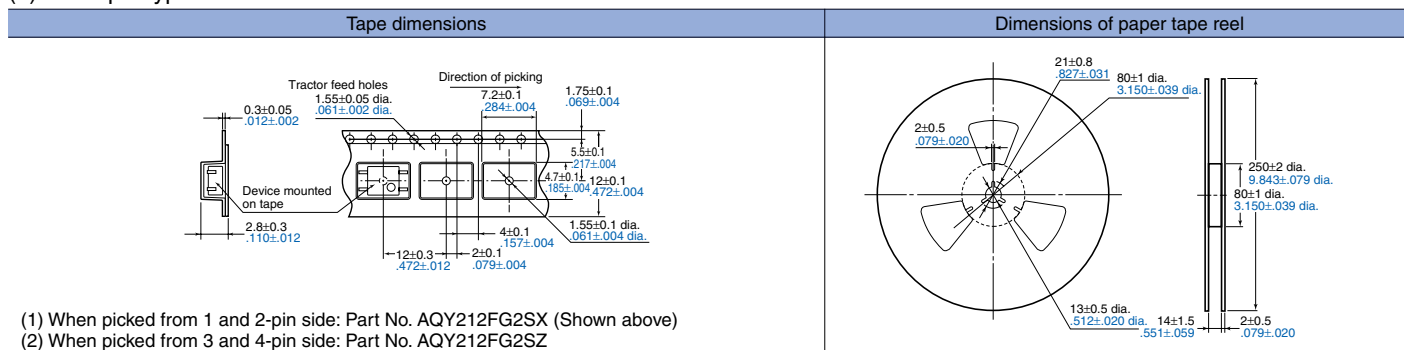 Tape dimensions
Dimensions of paper tape reel
Tractor feed holes
1.55±0.05 dia.
.061±.002 dia.
Direction of picking
7.2±0.1
.284±.004
1.75±0.1
.069±.004
0.3±0.05
.012±.002
5.5±0.1
.217±.004
4.7±0.1
.185±.004
12±0.1
.472±.004
Device mounted
on tape
2.8±0.3
.110±.012
1.55±0.1 dia.
.061±.004 dia.
4±0.1
.157±.004
12±0.3
.472±.012
2±0.1
.079±.004
(1) When picked from 1 and 2-pin side: Part No. AQY212FG2SX (Shown above)
(2) When picked from 3 and 4-pin side: Part No. AQY212FG2SZ
21±0.8
.827±.031
80±1 dia.
3.150±.039 dia.
2±0.5
.079±.020
250±2 dia.
9.843±.079 dia.
80±1 dia.
3.150±.039 dia.
13±0.5 dia.
.512±.020 dia.
14±1.5
.551±.059
2±0.5
.079±.020